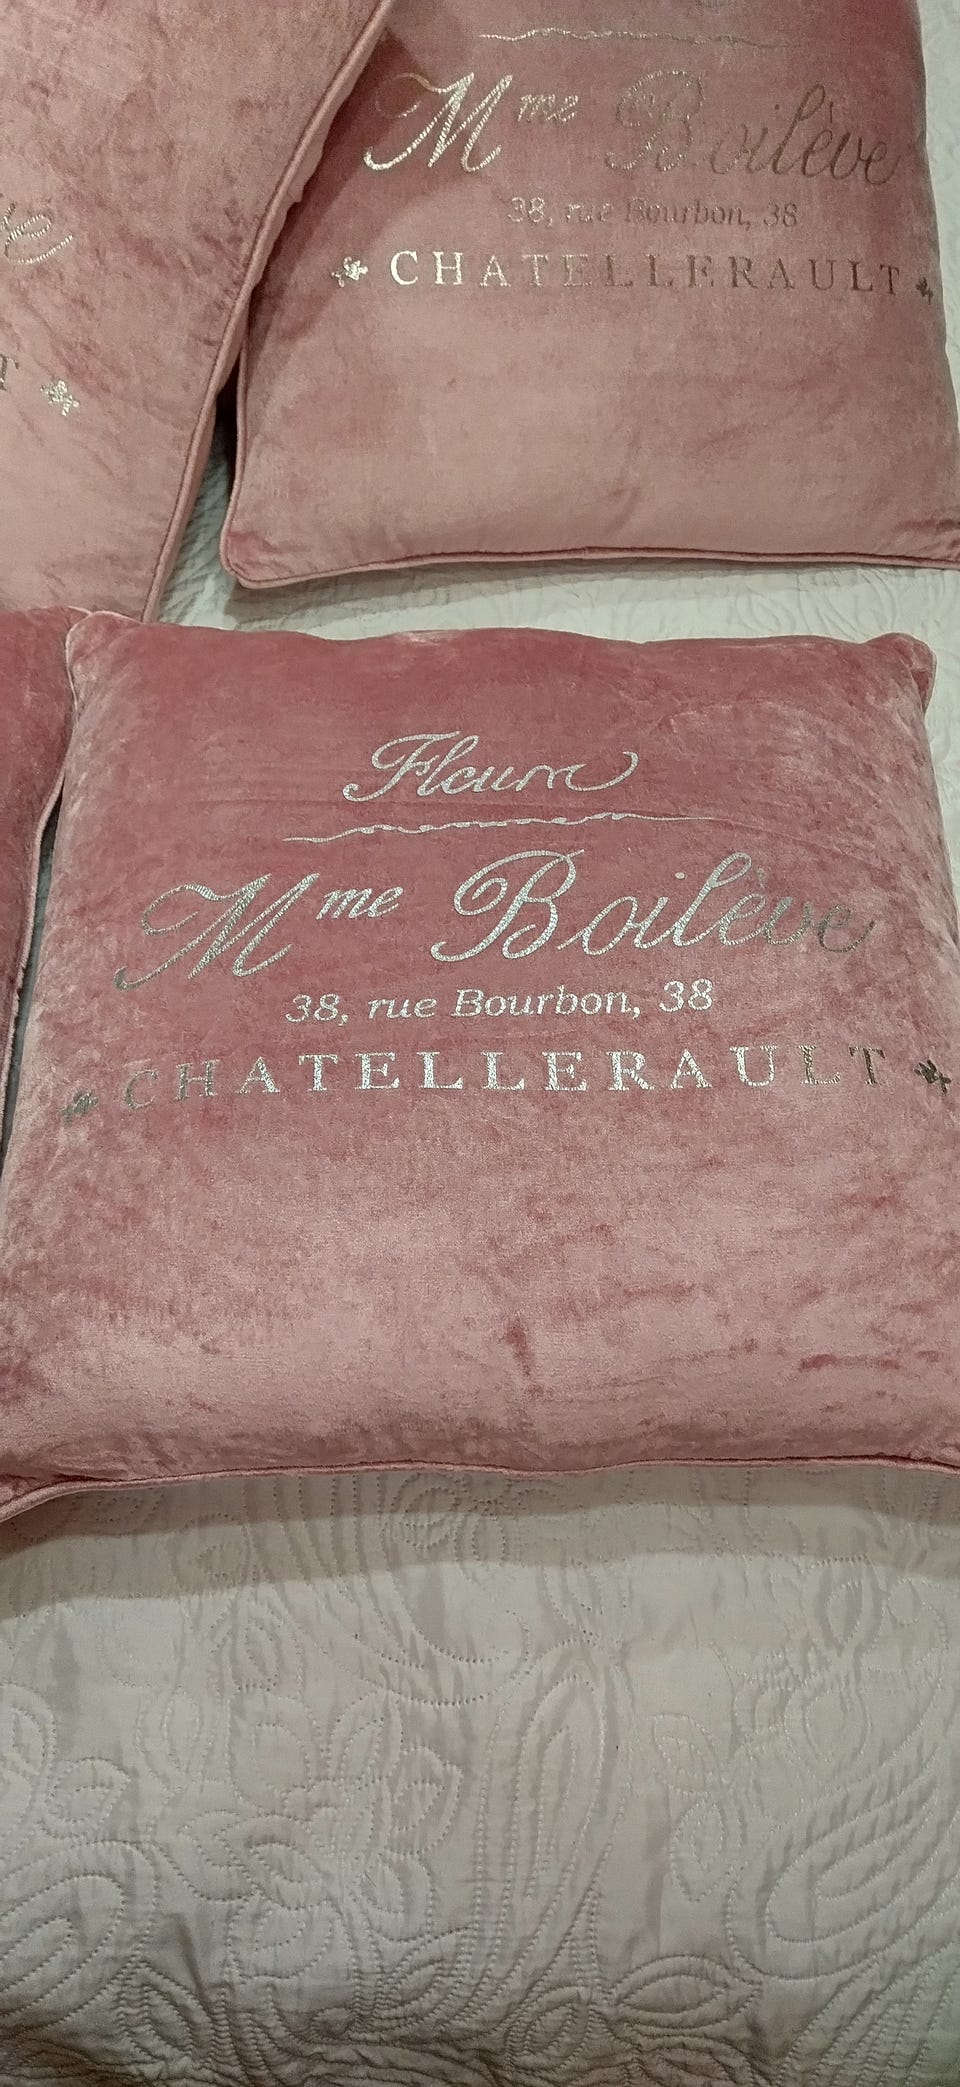 Mme Boilève
38, rue Bourbon, 38
CHATELLERAULT
Fleurs
Mme Boilève
38, rue Bourbon, 38
CHATELLERAULT